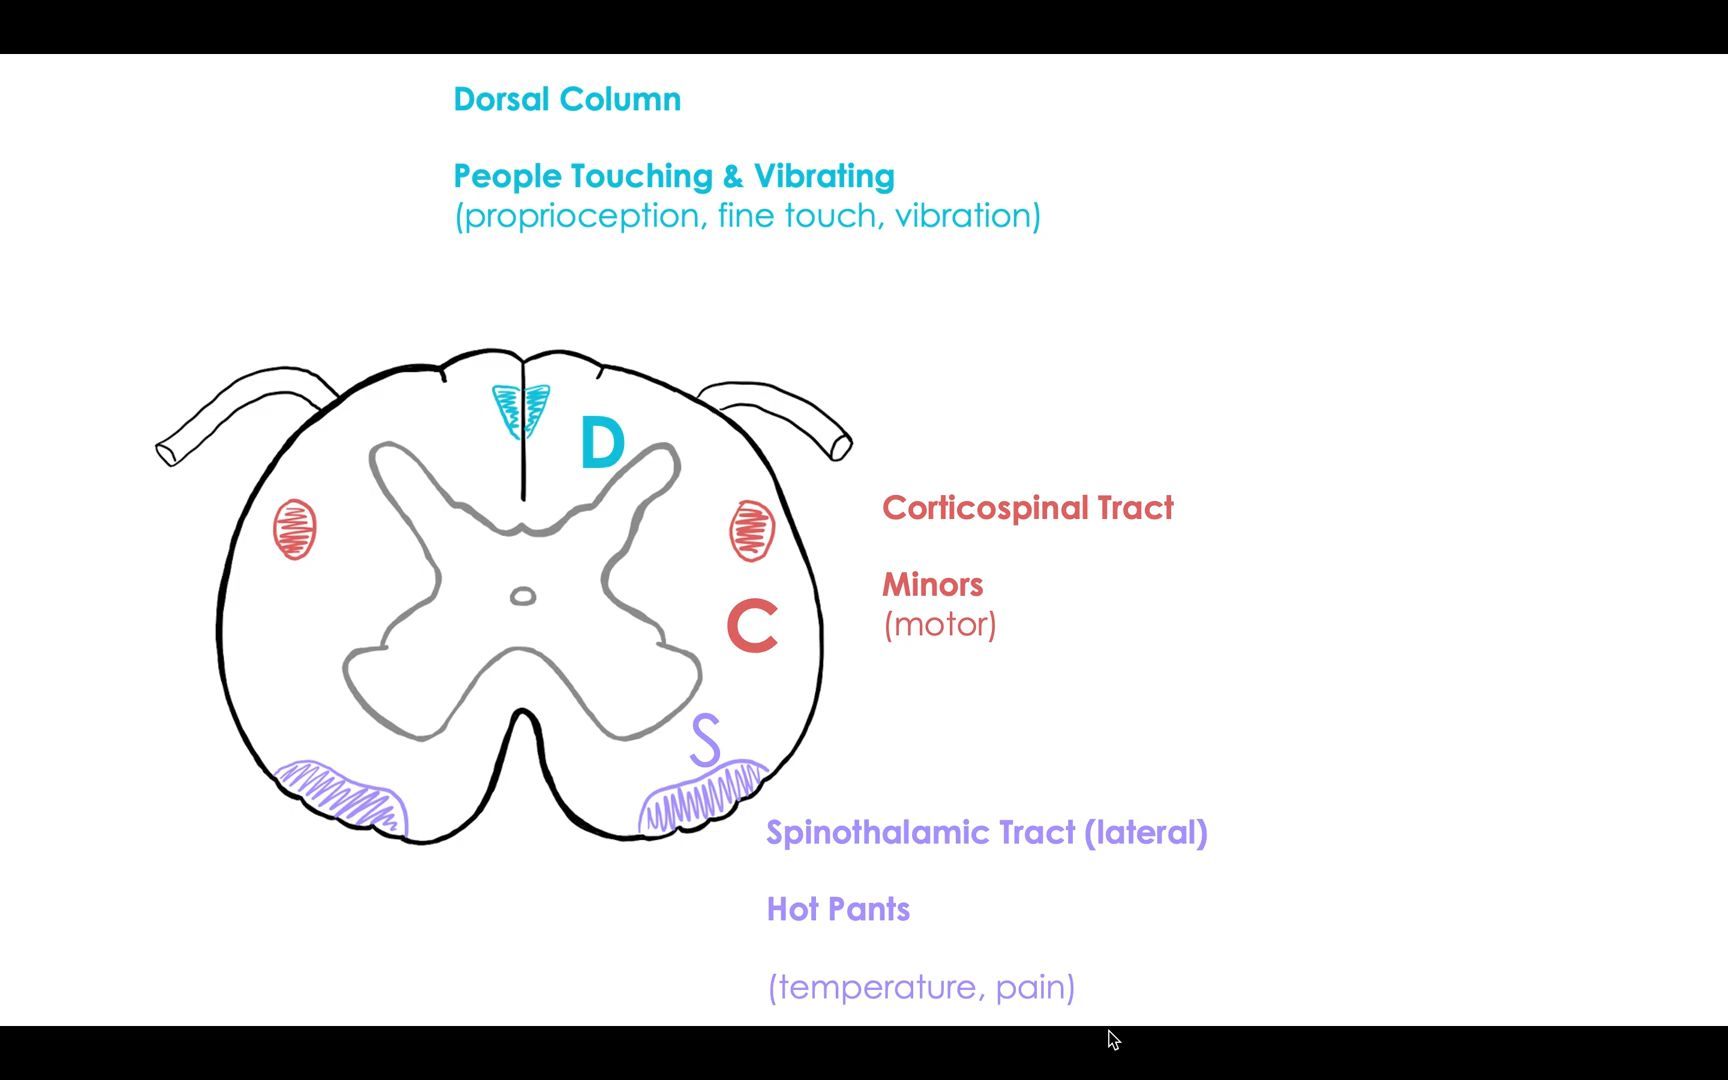 Dorsal Column
People Touching & Vibrating
(proprioception, fine touch, vibration)
D
Corticospinal Tract
Minors
(motor)
C
S
Spinothalamic Tract (lateral)
Hot Pants
(temperature, pain)